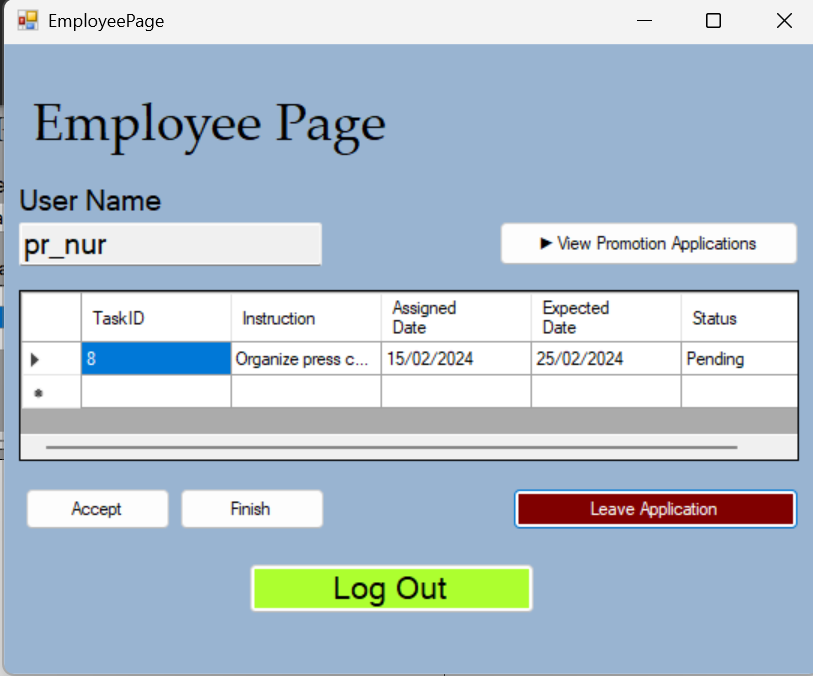 EmployeePage
Employee Page
User Name
pr_nur
►View Promotion Applications
TaskID Instruction Assigned Date Expected Date Status
8 Organize press c... 15/02/2024 25/02/2024 Pending
Accept Finish Leave Application
Log Out